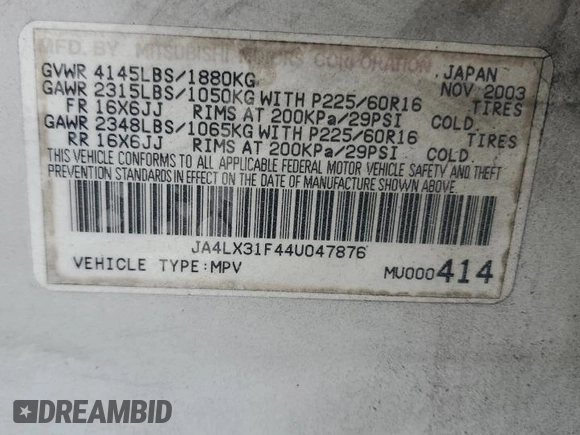 MFD. BY MITSUBISHI MOTORS CORPORATION
GVWR 4145LBS/1880KG JAPAN
GAWR 2315LBS/1050KG WITH P225/60R16 NOV 2003
FR 16X6JJ RIMS AT 200KPa/29PSI COLD TIRES
GAWR 2348LBS/1065KG WITH P225/60R16
RR 16X6JJ RIMS AT 200KPa/29PSI COLD TIRES
THIS VEHICLE CONFORMS TO ALL APPLICABLE FEDERAL MOTOR VEHICLE SAFETY AND THEFT
PREVENTION STANDARDS IN EFFECT ON THE DATE OF MANUFACTURE SHOWN ABOVE.
JA4LX31F44U047876
VEHICLE TYPE:MPV MU000414
DREAMBID